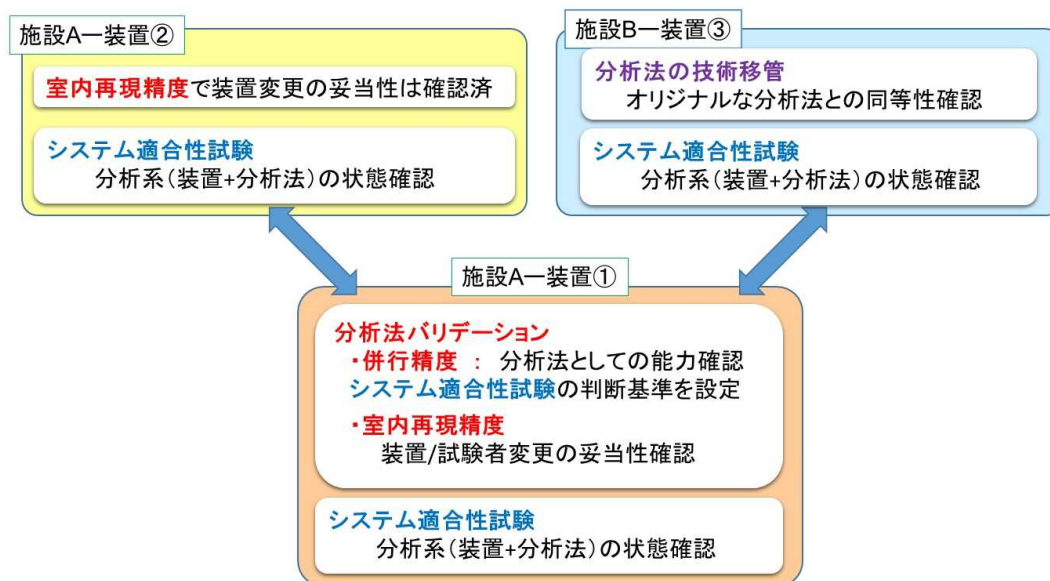 施設A－装置②
室内再現精度で装置変更の妥当性は確認済
システム適合性試験
分析系(装置+分析法)の状態確認
施設B－装置③
分析法の技術移管
オリジナルな分析法との同等性確認
システム適合性試験
分析系(装置+分析法)の状態確認
施設A－装置①
分析法バリデーション
・併行精度 ： 分析法としての能力確認
システム適合性試験の判断基準を設定
・室内再現精度
装置/試験者変更の妥当性確認
システム適合性試験
分析系(装置+分析法)の状態確認